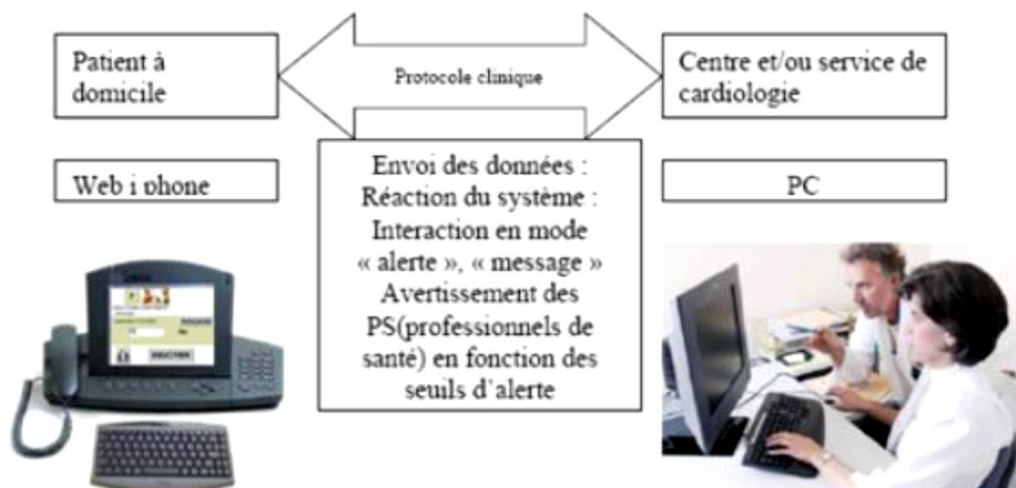 Patient à
domicile
Protocole clinique
Centre et/ou service de
cardiologie
Web i phone
Envoi des données :
Réaction du système :
Interaction en mode
« alerte », « message »
Avertissement des
PS(professionnels de
santé) en fonction des
seuils d'alerte
PC